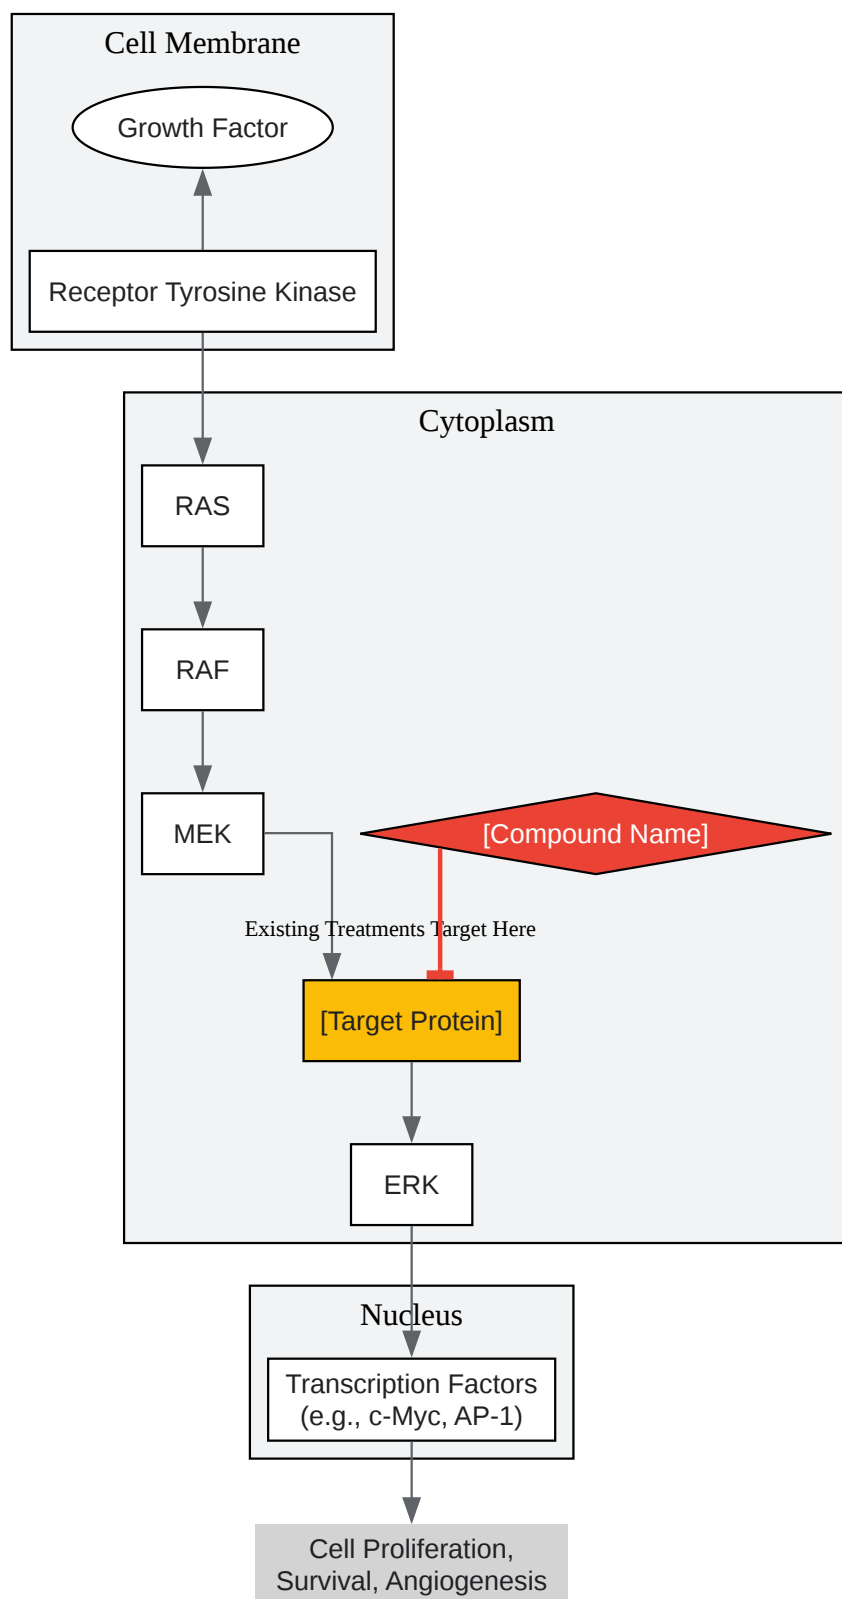 Cell Membrane
Growth Factor
Receptor Tyrosine Kinase
Cytoplasm
RAS
RAF
MEK
[Compound Name]
Existing Treatments Target Here
[Target Protein]
ERK
Nucleus
Transcription Factors
(e.g., c-Myc, AP-1)
Cell Proliferation,
Survival, Angiogenesis